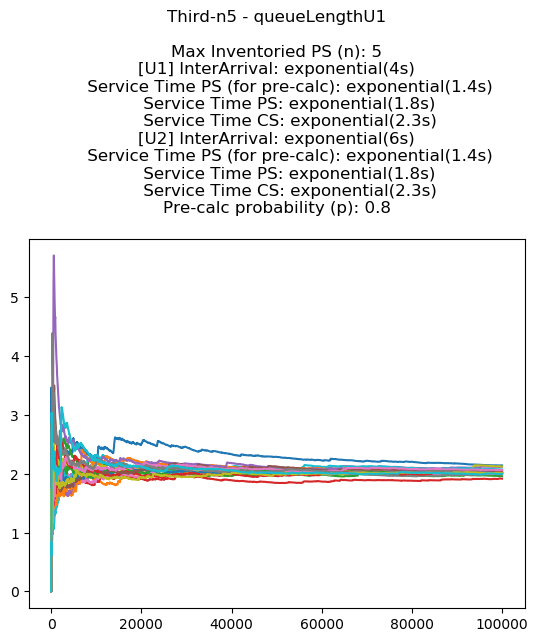 Third-n5 - queueLengthU1
Max Inventoried PS (n): 5
[U1] InterArrival: exponential(4s)
Service Time PS (for pre-calc): exponential(1.4s)
Service Time PS: exponential(1.8s)
Service Time CS: exponential(2.3s)
[U2] InterArrival: exponential(6s)
Service Time PS (for pre-calc): exponential(1.4s)
Service Time PS: exponential(1.8s)
Service Time CS: exponential(2.3s)
Pre-calc probability (p): 0.8
5
4
3
2
1
0
0 20000 40000 60000 80000 100000